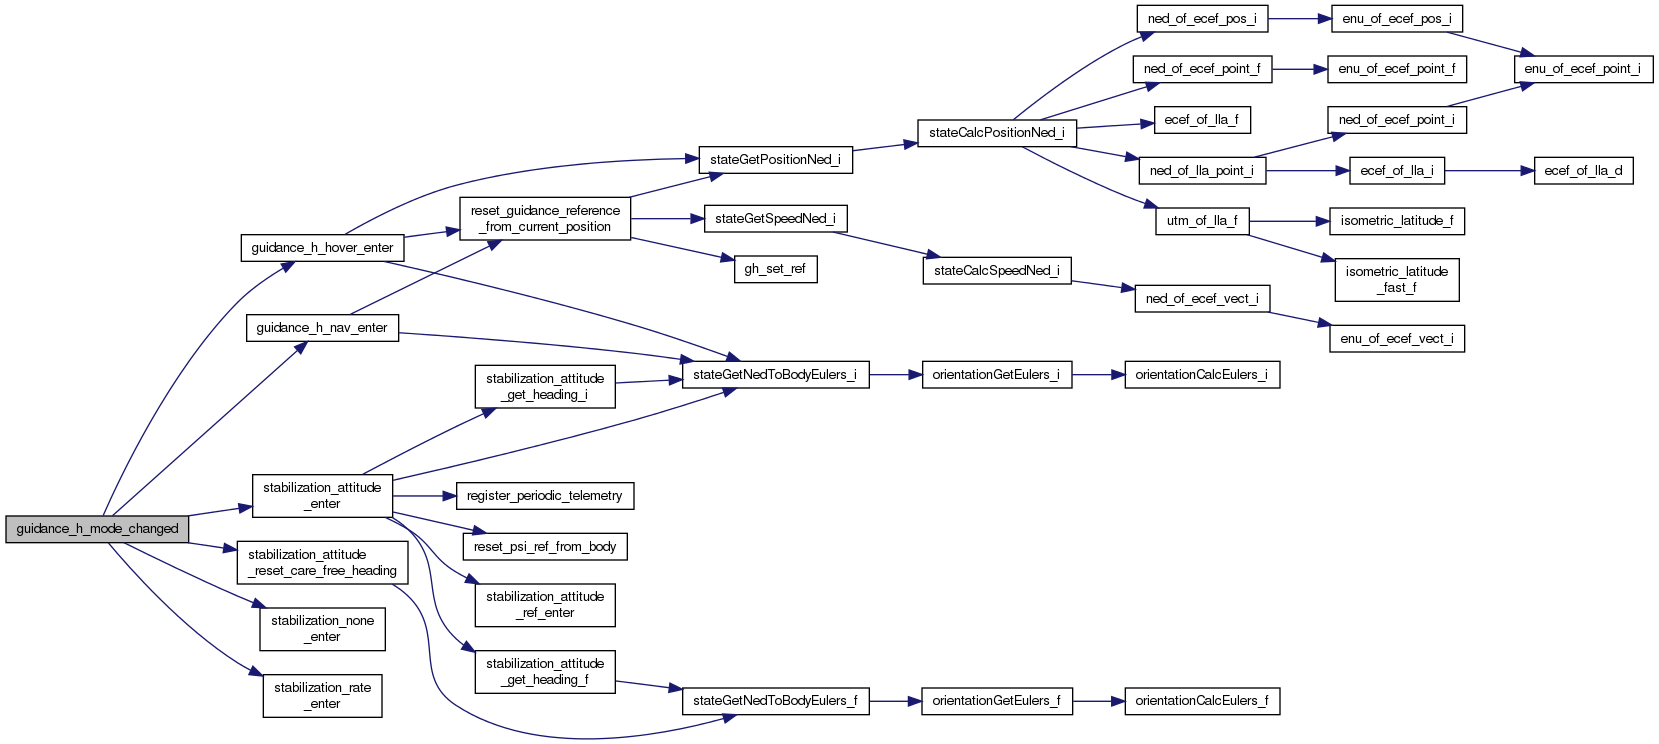 guidance_h_mode_changed
guidance_h_hover_enter
guidance_h_nav_enter
stabilization_attitude
_enter
stabilization_attitude
_reset_care_free_heading
stabilization_none
_enter
stabilization_rate
_enter
reset_guidance_reference
_from_current_position
stabilization_attitude
_get_heading_i
register_periodic_telemetry
reset_psi_ref_from_body
stabilization_attitude
_ref_enter
stabilization_attitude
_get_heading_f
stateGetPositionNed_i
stateGetSpeedNed_i
gh_set_ref
stateGetNedToBodyEulers_i
stateGetNedToBodyEulers_f
stateCalcPositionNed_i
stateCalcSpeedNed_i
orientationGetEulers_i
orientationGetEulers_f
ned_of_ecef_pos_i
ned_of_ecef_point_f
ecef_of_lla_f
ned_of_lla_point_i
utm_of_lla_f
ned_of_ecef_vect_i
orientationCalcEulers_i
orientationCalcEulers_f
enu_of_ecef_pos_i
enu_of_ecef_point_f
ned_of_ecef_point_i
ecef_of_lla_i
isometric_latitude_f
isometric_latitude
_fast_f
enu_of_ecef_vect_i
enu_of_ecef_point_i
ecef_of_lla_d